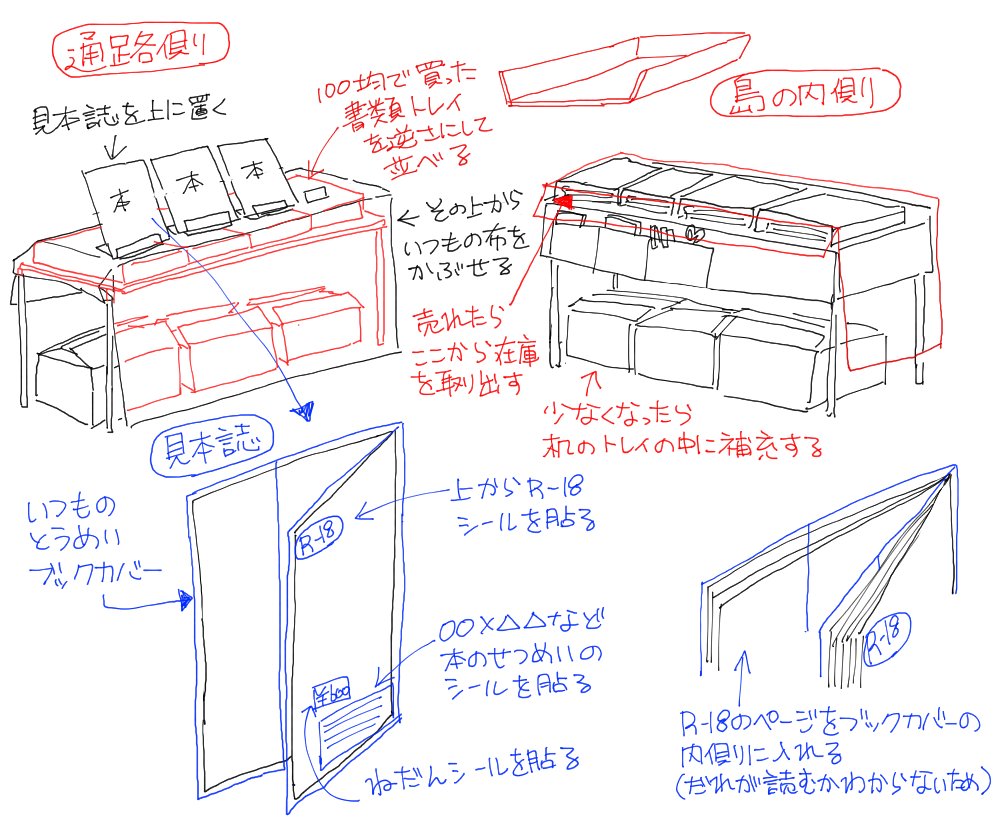 通路側
見本誌を上に置く
本
本
本
100均で買った
書類トレイ
を逆さにして
並べる
その上から
いつもの布を
かぶせる
島の内側
売れたら
ここから在庫
を取り出す
少なくなったら
机のトレイの中に補充する
見本誌
いつもの
とうめい
ブックカバー
R-18
上からR-18
シールを貼る
○○×△△など
本のせつめいの
シールを貼る
¥600
ねだんシールを貼る
R-18
R-18のページをブックカバーの
内側に入れる
(だれが読むかわからないため)